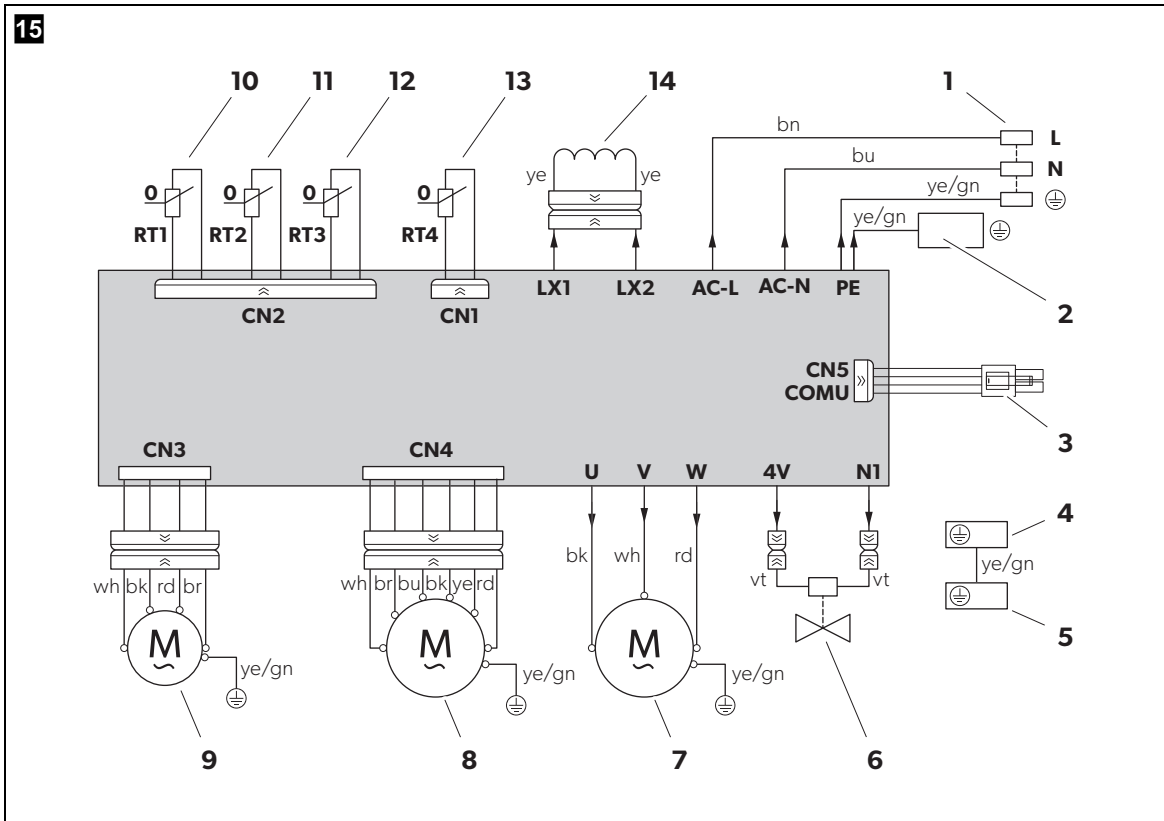 15
10 11 12 13 14 1
bn L
bu N
ye ye ye/gn
0 0 0 0 ye/gn
RT1 RT2 RT3 RT4
2
LX1 LX2 AC-L AC-N PE
CN2 CN1
CN5
COMU
3
CN3 CN4 U V W 4V N1
4
bk wh rd ye/gn
wh bk rd br wh br bu bk ye rd vt vt
5
M M M
ye/gn ye/gn ye/gn
9 8 7 6